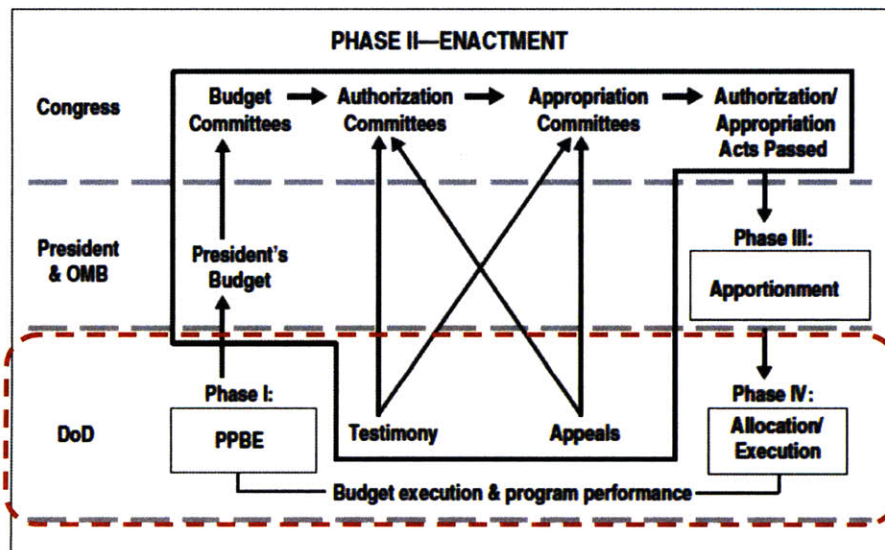 PHASE II—ENACTMENT
Congress
Budget
Committees
Authorization
Committees
Appropriation
Committees
Authorization/
Appropriation
Acts Passed
President
& OMB
President's
Budget
Phase III:
Apportionment
DoD
Phase I:
PPBE
Testimony
Appeals
Phase IV:
Allocation/
Execution
Budget execution & program performance